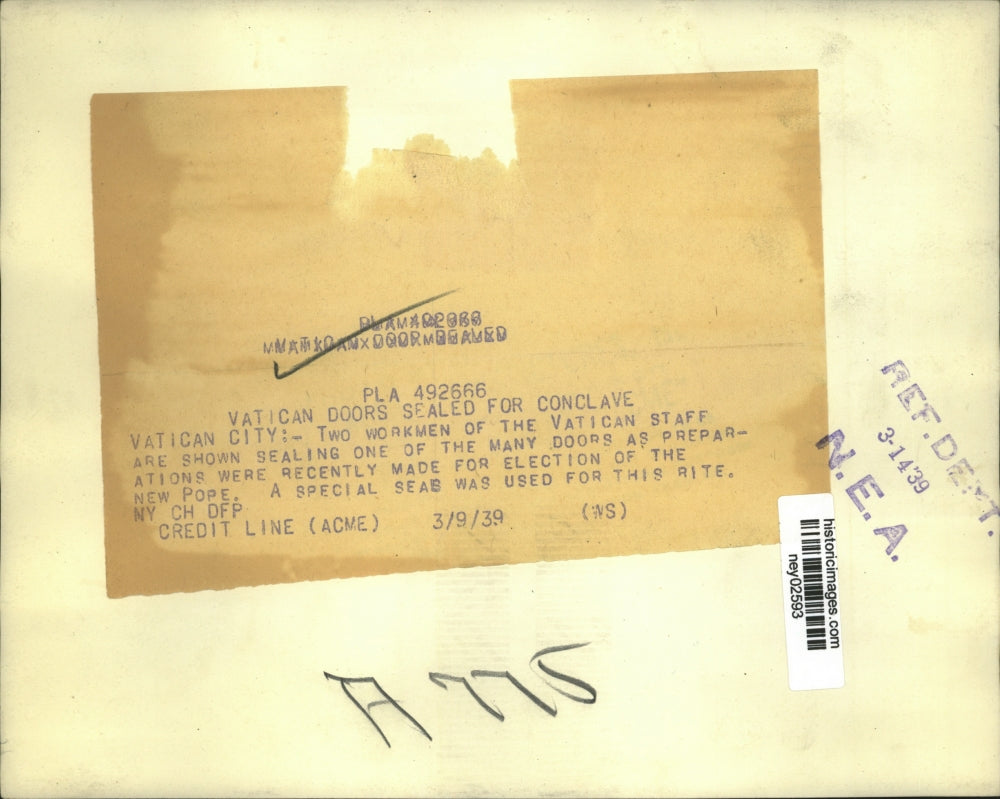 PLA 492666
VATICAN DOORS SEALED FOR CONCLAVE
VATICAN CITY:- TWO WORKMEN OF THE VATICAN STAFF
ARE SHOWN SEALING ONE OF THE MANY DOORS AS PREPAR-
ATIONS WERE RECENTLY MADE FOR ELECTION OF THE
NEW POPE. A SPECIAL SEAB WAS USED FOR THIS RITE.
NY CH DFP
CREDIT LINE (ACME) 3/9/39 (WS)
REF. DEPT.
3-14 39
N.E.A.
historicimages.com
ney02593
A 775